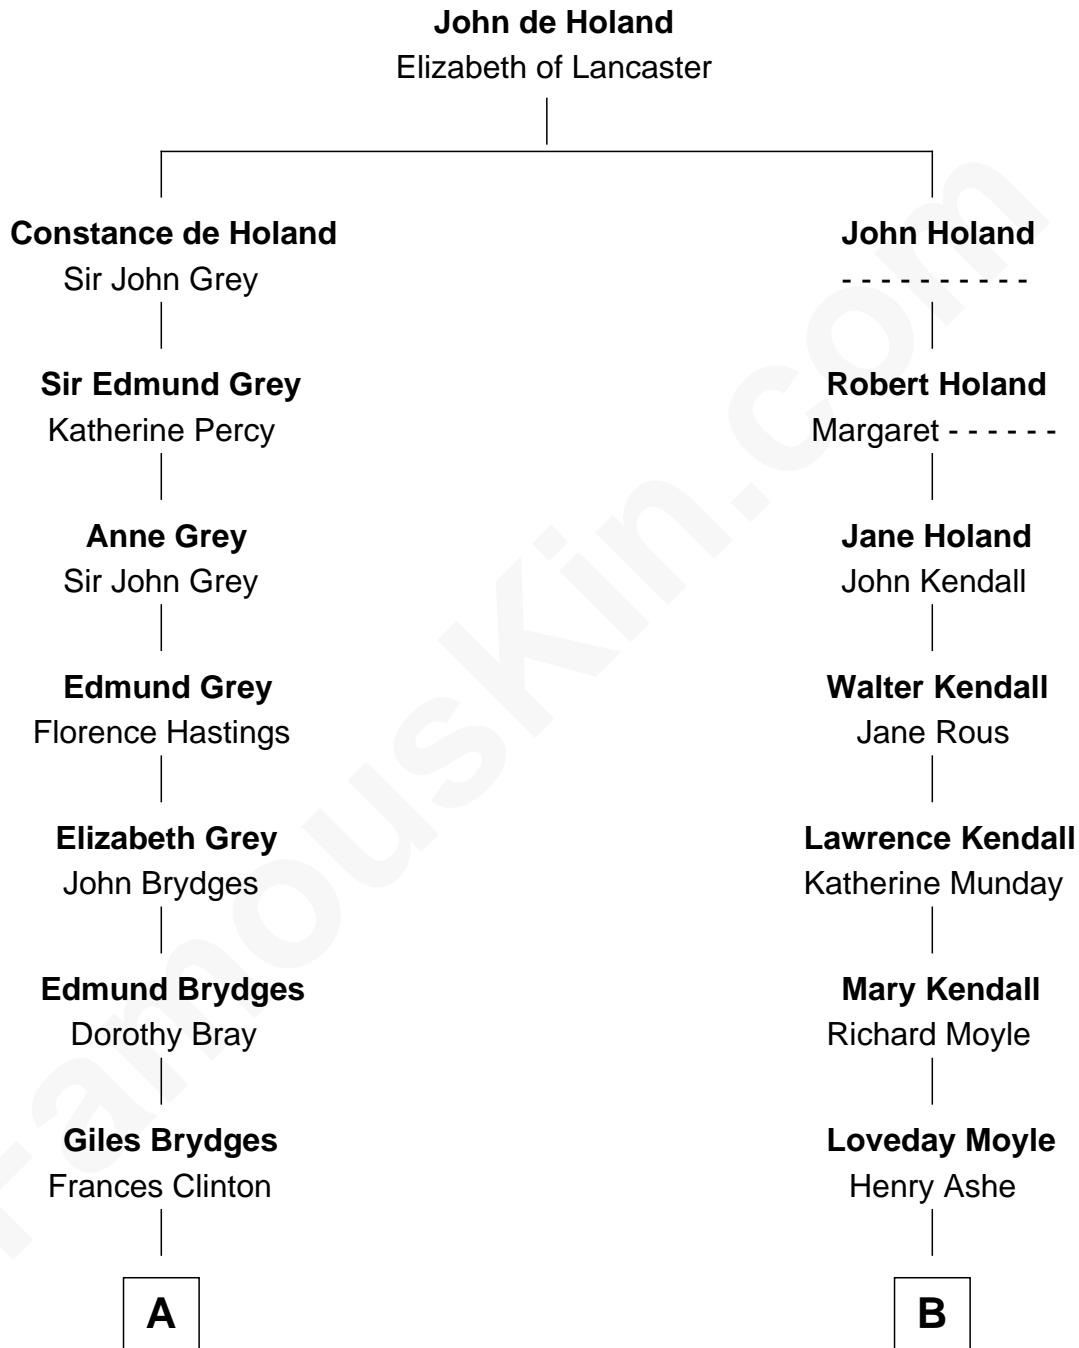 John de Holand
Elizabeth of Lancaster
Constance de Holand
Sir John Grey
John Holand
- - - - - - - - - -
Sir Edmund Grey
Katherine Percy
Robert Holand
Margaret - - - - - -
Anne Grey
Sir John Grey
Jane Holand
John Kendall
Edmund Grey
Florence Hastings
Walter Kendall
Jane Rous
Elizabeth Grey
John Brydges
Lawrence Kendall
Katherine Munday
Edmund Brydges
Dorothy Bray
Mary Kendall
Richard Moyle
Giles Brydges
Frances Clinton
Loveday Moyle
Henry Ashe
A
B
FamousKin.com